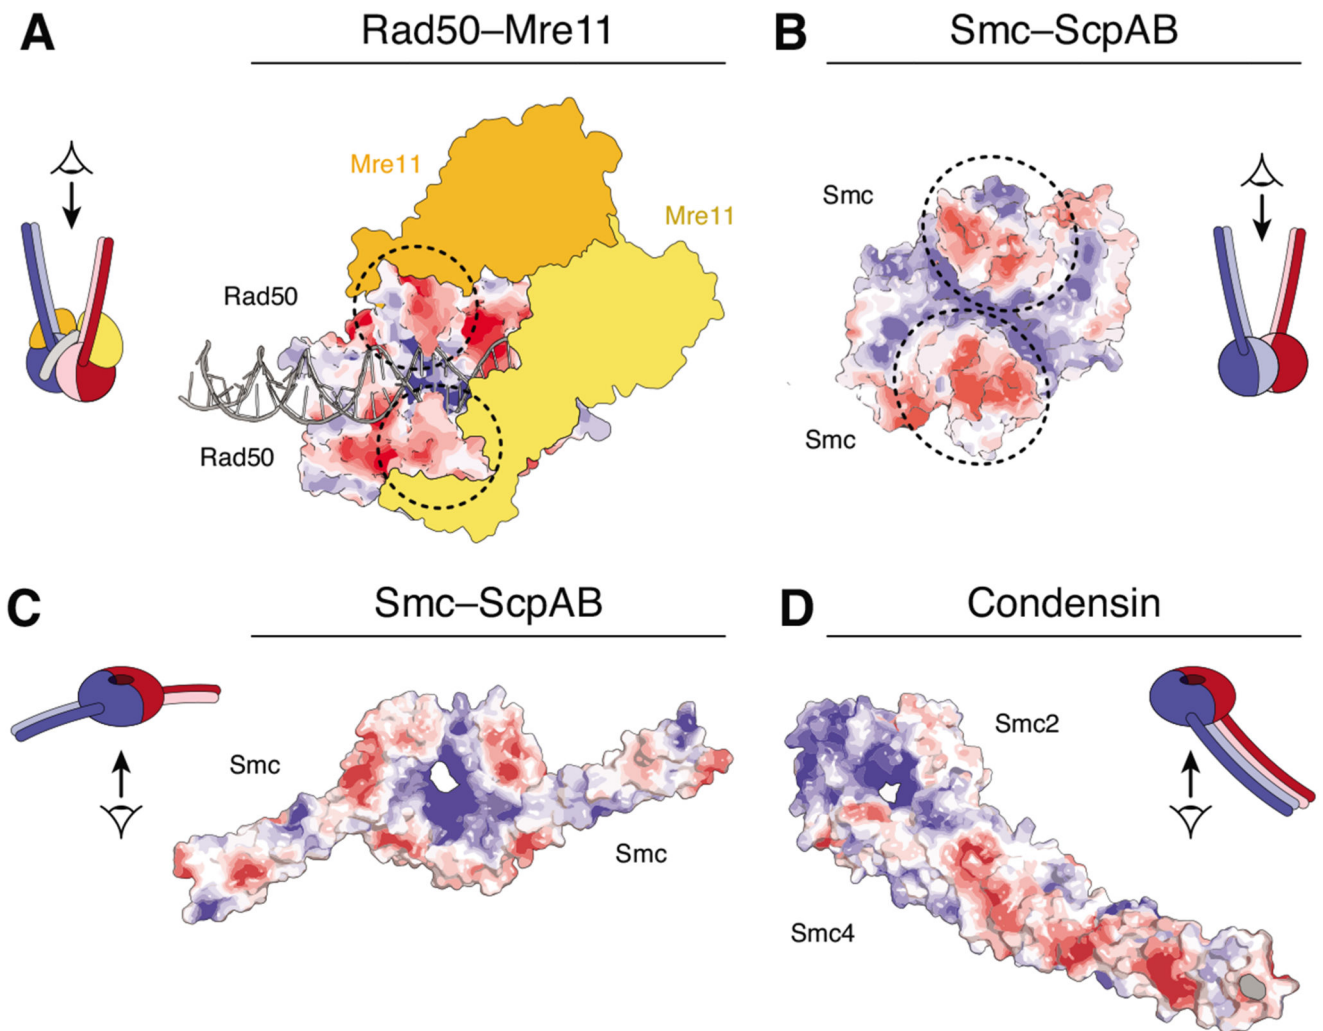 A
Rad50–Mre11
Mre11
Mre11
Rad50
Rad50
B
Smc–ScpAB
Smc
Smc
C
Smc–ScpAB
Smc
Smc
D
Condensin
Smc2
Smc4